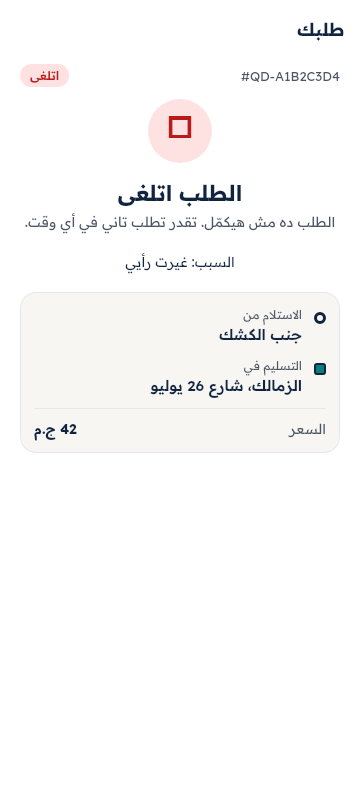 طلبك
#QD-A1B2C3D4
اتلغى
الطلب اتلغى
الطلب ده مش هيكمّل. تقدر تطلب تاني في أي وقت.
السبب: غيرت رأيي
الاستلام من
جنب الكشك
التسليم في
الزمالك، شارع 26 يوليو
السعر
42 ج.م